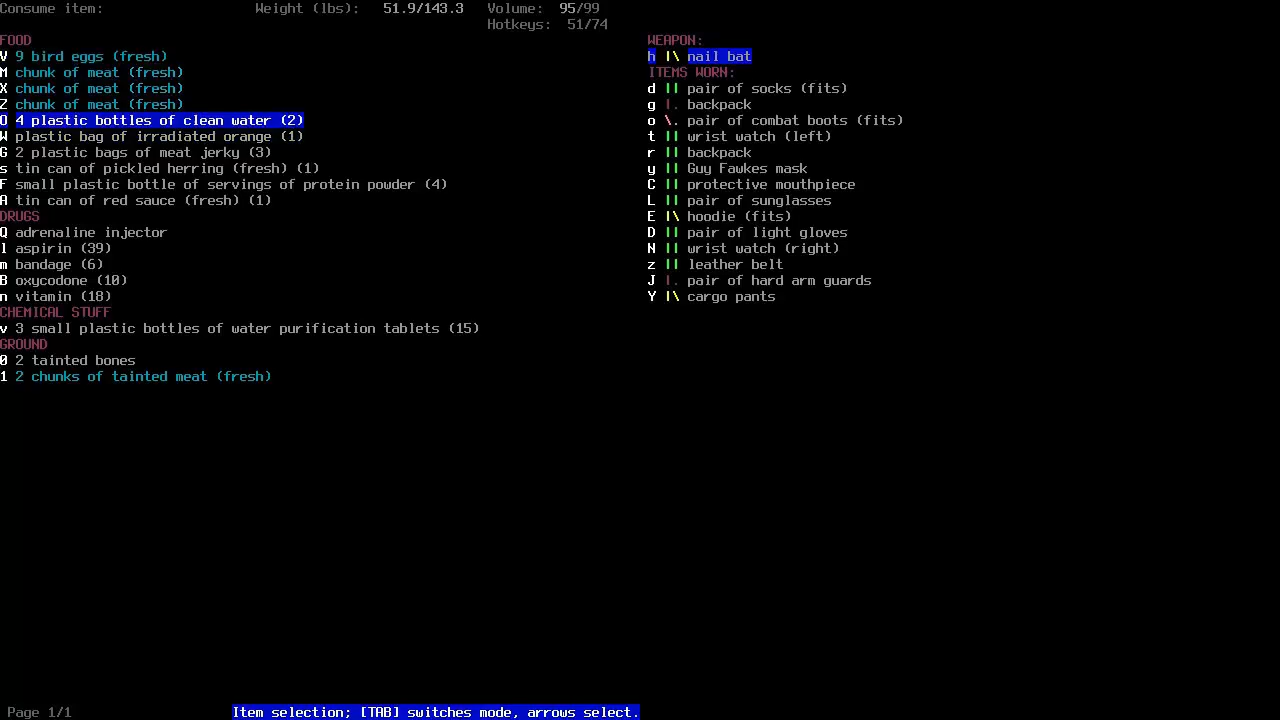 Consume item: Weight (lbs): 51.9/143.3 Volume: 95/99
Hotkeys: 51/74
FOOD
V 9 bird eggs (fresh)
M chunk of meat (fresh)
X chunk of meat (fresh)
Z chunk of meat (fresh)
O 4 plastic bottles of clean water (2)
W plastic bag of irradiated orange (1)
G 2 plastic bags of meat jerky (3)
s tin can of pickled herring (fresh) (1)
F small plastic bottle of servings of protein powder (4)
A tin can of red sauce (fresh) (1)
DRUGS
Q adrenaline injector
l aspirin (39)
m bandage (6)
B oxycodone (10)
n vitamin (18)
CHEMICAL STUFF
v 3 small plastic bottles of water purification tablets (15)
GROUND
0 2 tainted bones
1 2 chunks of tainted meat (fresh)
WEAPON:
h |\ nail bat
ITEMS WORN:
d || pair of socks (fits)
g |. backpack
o \. pair of combat boots (fits)
t || wrist watch (left)
r || backpack
y || Guy Fawkes mask
C || protective mouthpiece
L || pair of sunglasses
E |\ hoodie (fits)
D || pair of light gloves
N || wrist watch (right)
z || leather belt
J |. pair of hard arm guards
Y |\ cargo pants
Page 1/1 Item selection; [TAB] switches mode, arrows select.